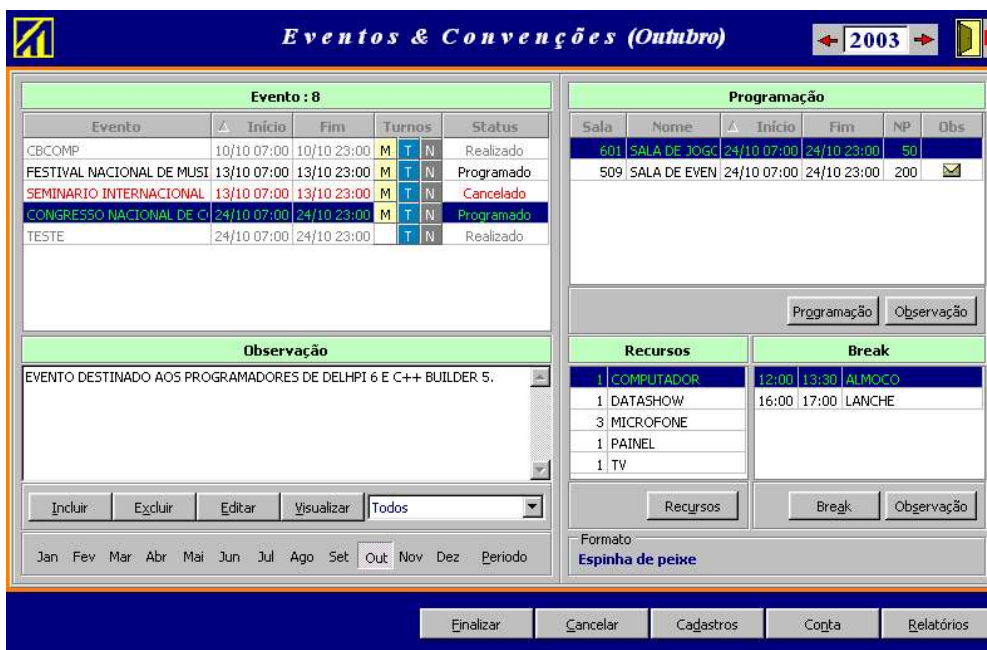 Eventos & Convenções (Outubro)
2003
Evento : 8
Evento Início Fim Turnos Status
CBCOMP 10/10 07:00 10/10 23:00 M T N Realizado
FESTIVAL NACIONAL DE MUSI 13/10 07:00 13/10 23:00 M T N Programado
SEMINARIO INTERNACIONAL 13/10 07:00 13/10 23:00 M T N Cancelado
CONGRESSO NACIONAL DE C 24/10 07:00 24/10 23:00 M T N Programado
TESTE 24/10 07:00 24/10 23:00 T N Realizado
Programação
Sala Nome Início Fim NP Obs
601 SALA DE JOGC 24/10 07:00 24/10 23:00 50
509 SALA DE EVEN 24/10 07:00 24/10 23:00 200
Programação Observação
Observação
EVENTO DESTINADO AOS PROGRAMADORES DE DELHPI 6 E C++ BUILDER 5.
Incluir Excluir Editar Visualizar Todos
Jan Fev Mar Abr Mai Jun Jul Ago Set Out Nov Dez Periodo
Recursos
1 COMPUTADOR
1 DATASHOW
3 MICROFONE
1 PAINEL
1 TV
Recursos
Break
12:00 13:30 ALMOCO
16:00 17:00 LANCHE
Break Observação
Formato
Espinha de peixe
Finalizar Cancelar Cadastros Conta Relatórios